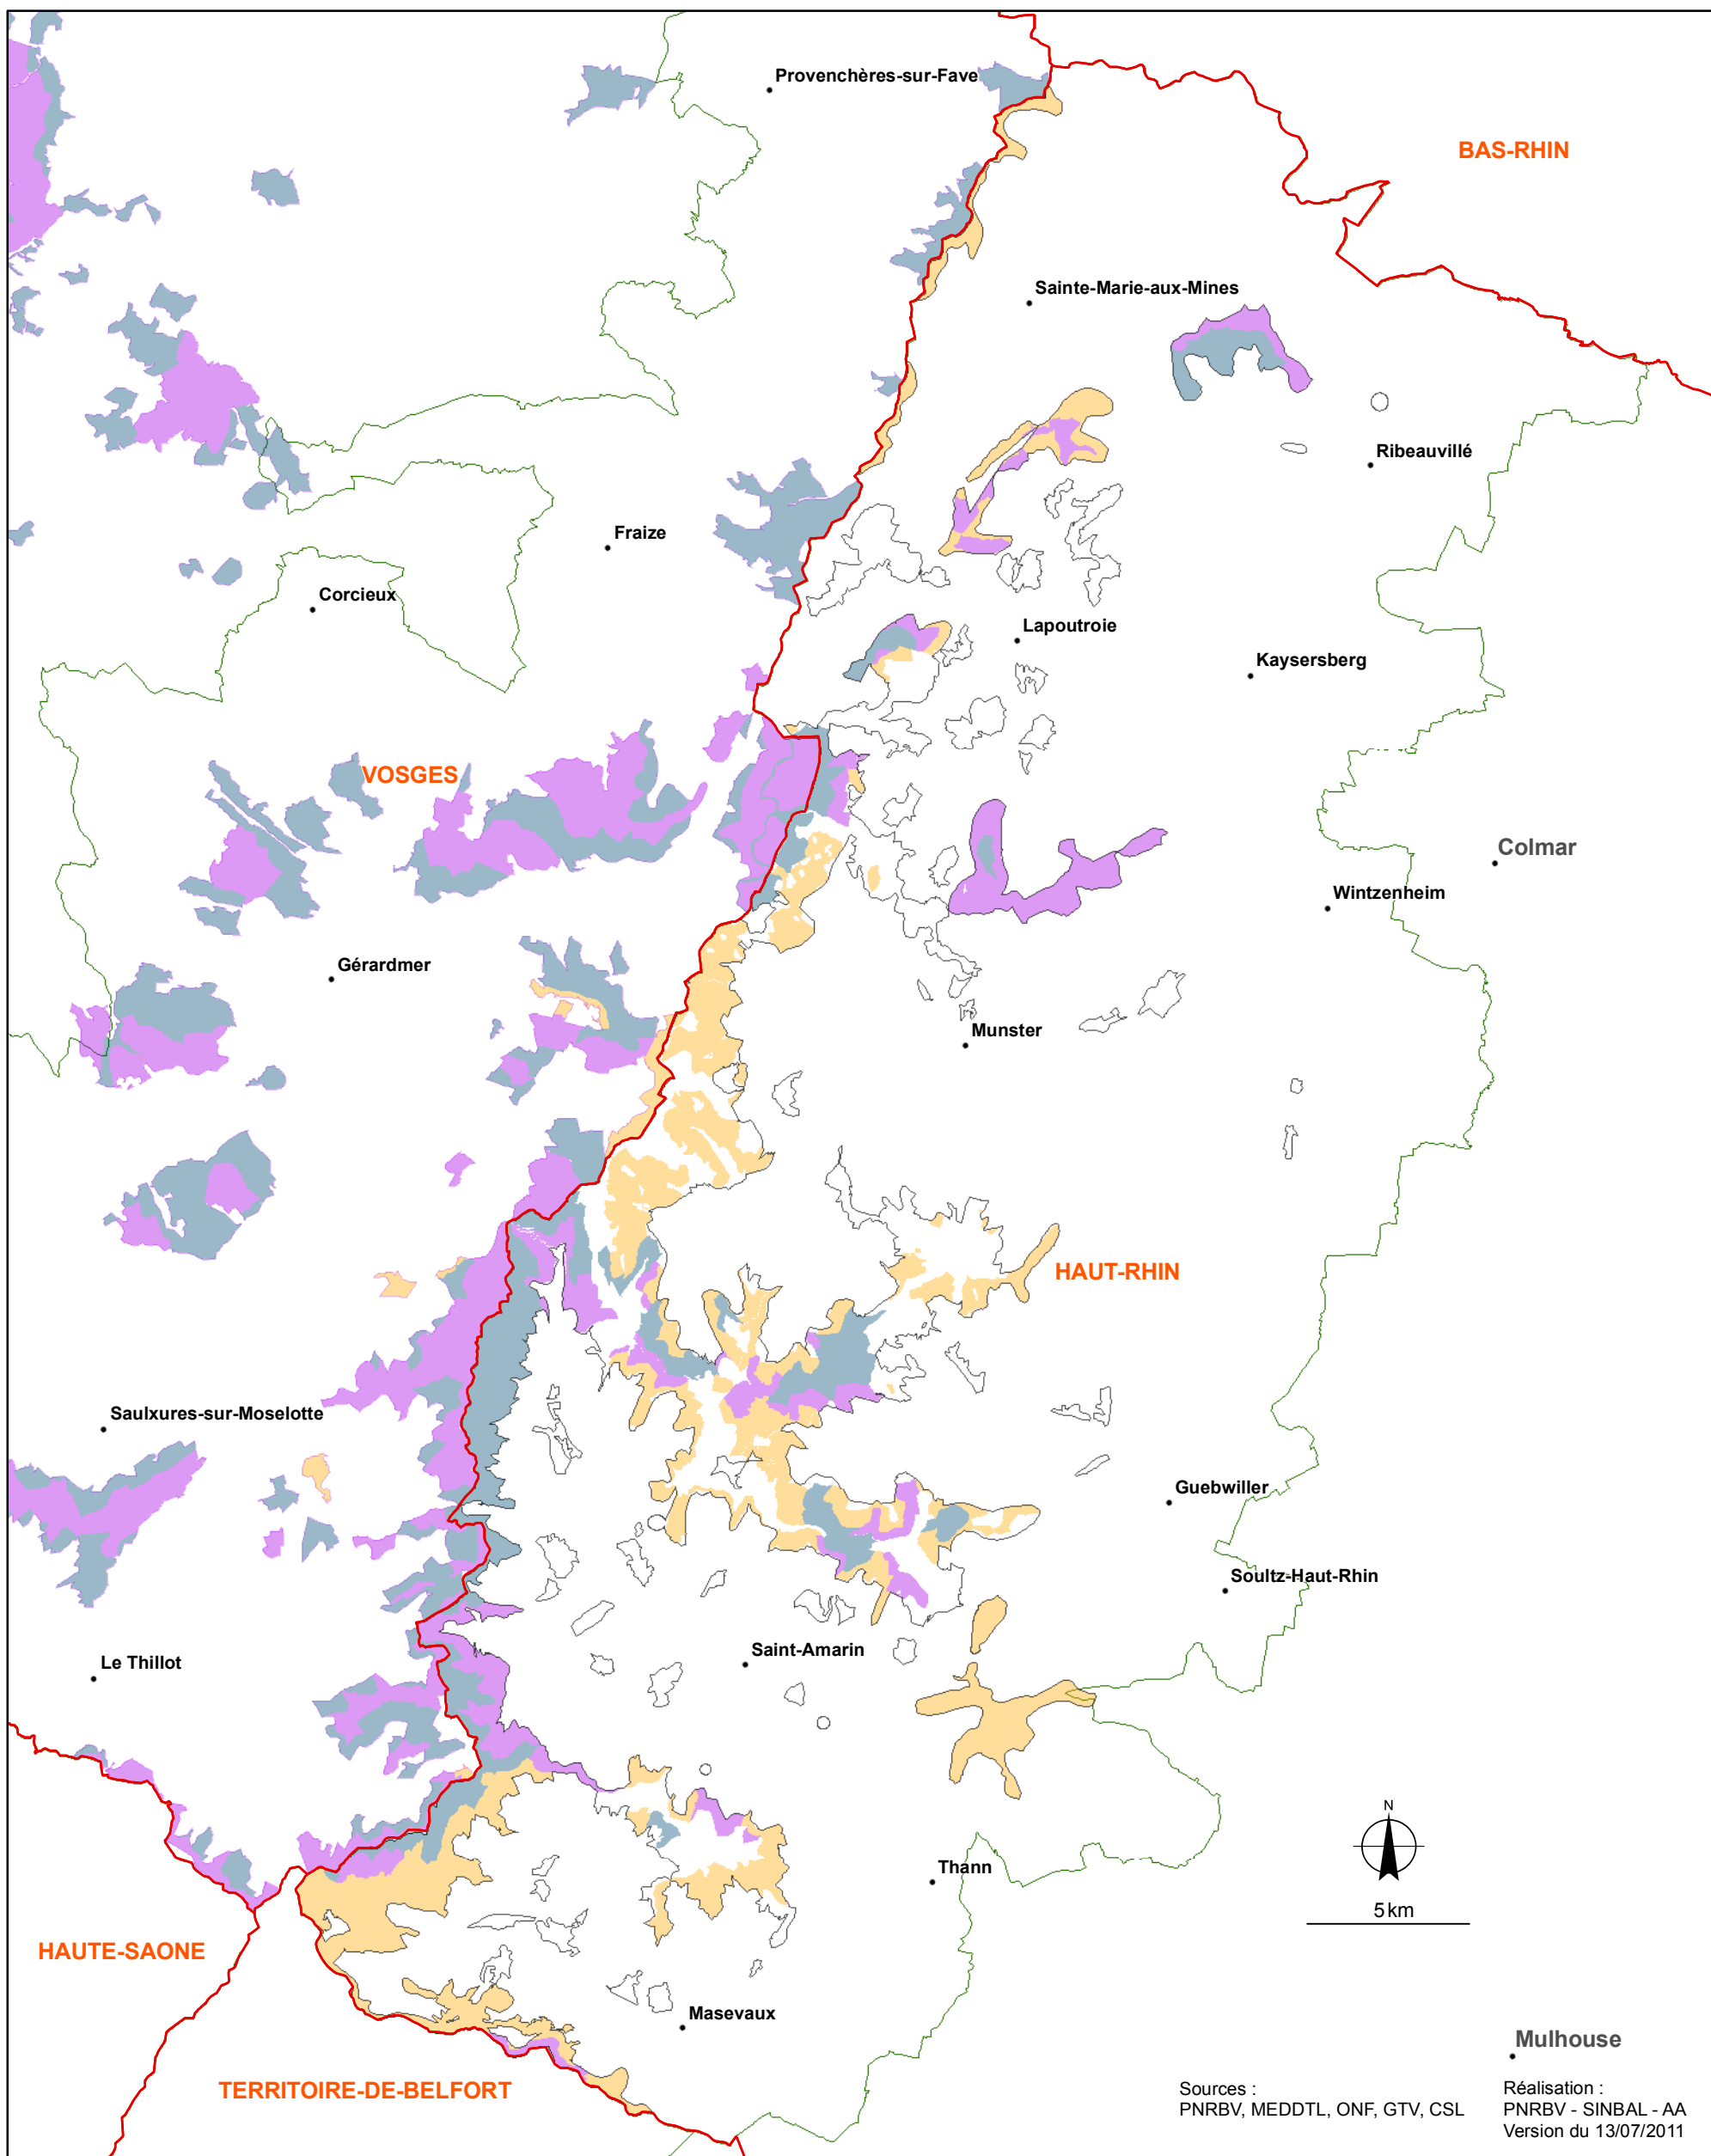 Provenchères-sur-Fave
BAS-RHIN
Sainte-Marie-aux-Mines
Ribeauvillé
Fraize
Corcieux
Lapoutroie
Kaysersberg
VOSGES
Colmar
Wintzenheim
Gérardmer
Munster
HAUT-RHIN
Saulxures-sur-Moselotte
Guebwiller
Soultz-Haut-Rhin
Saint-Amarin
Le Thillot
N
Thann
5 km
HAUTE-SAONE
Masevaux
Mulhouse
TERRITOIRE-DE-BELFORT
Sources :
PNRBV, MEDDTL, ONF, GTV, CSL
Réalisation :
PNRBV - SINBAL - AA
Version du 13/07/2011